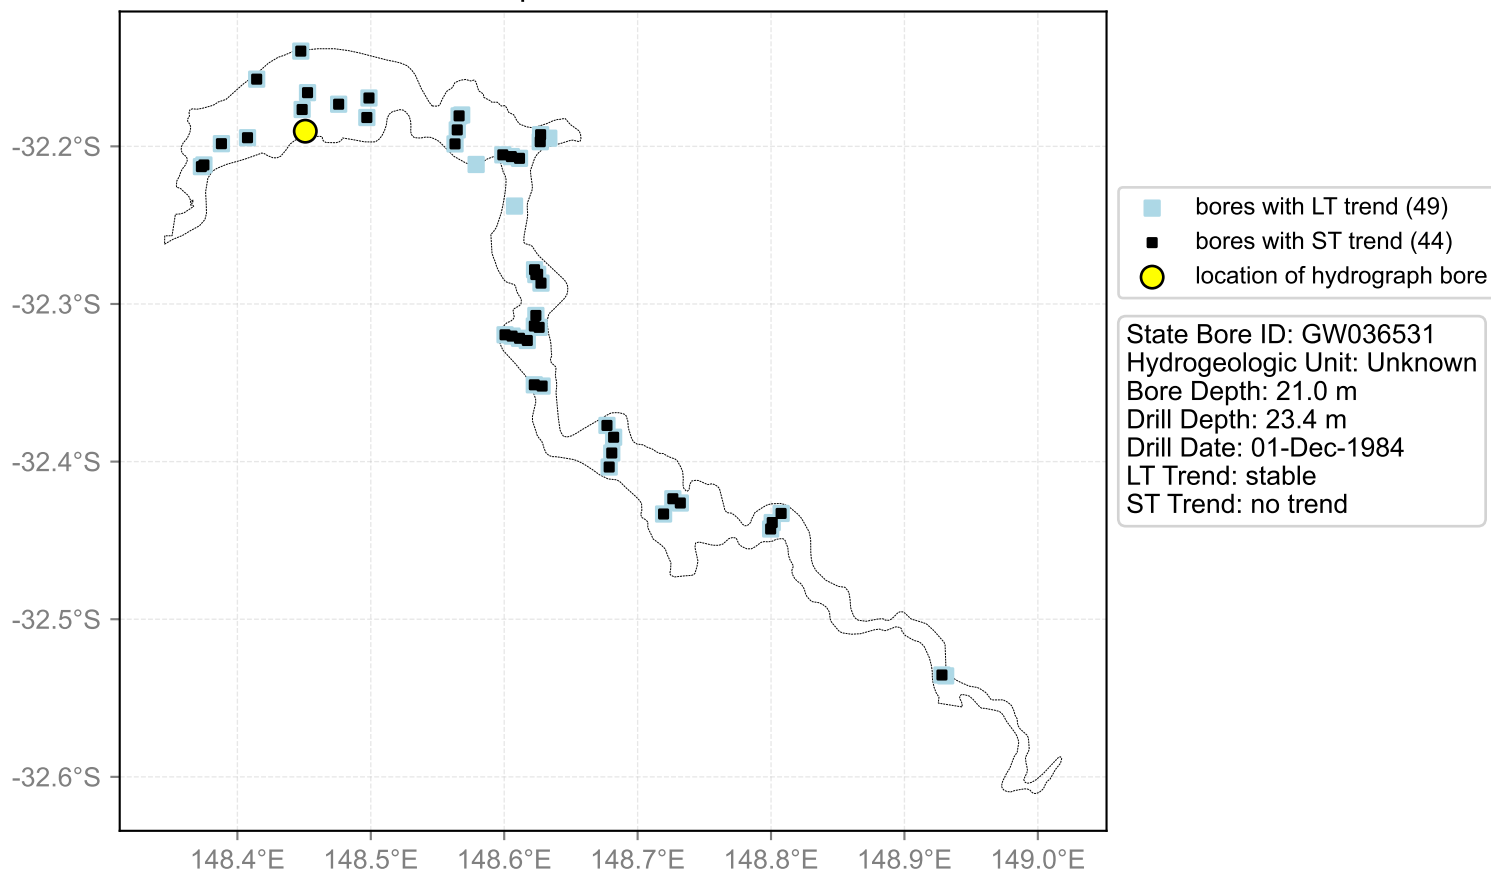 -32.2°S
-32.3°S
-32.4°S
-32.5°S
-32.6°S
148.4°E 148.5°E 148.6°E 148.7°E 148.8°E 148.9°E 149.0°E
bores with LT trend (49)
bores with ST trend (44)
location of hydrograph bore
State Bore ID: GW036531
Hydrogeologic Unit: Unknown
Bore Depth: 21.0 m
Drill Depth: 23.4 m
Drill Date: 01-Dec-1984
LT Trend: stable
ST Trend: no trend